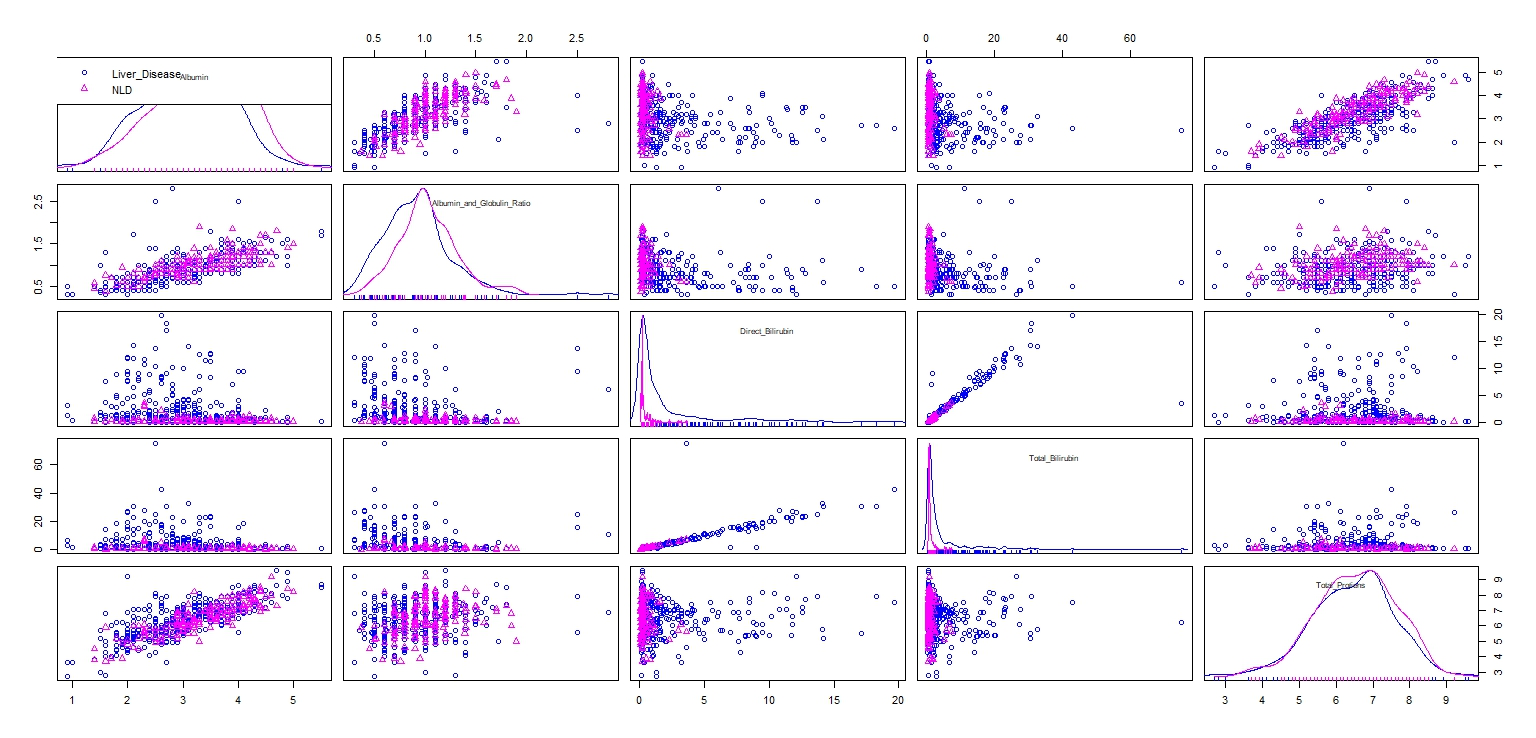 0.5 1.0 1.5 2.0 2.5
0 20 40 60
Liver_Disease
Albumin
NLD
1 2 3 4 5
0.5 1.5 2.5
Albumin_and_Globulin_Ratio
Direct_Bilirubin
0 5 10 15 20
0 20 40 60
Total_Bilirubin
Total_Protiens
3 4 5 6 7 8 9
1 2 3 4 5
0 5 10 15 20
3 4 5 6 7 8 9